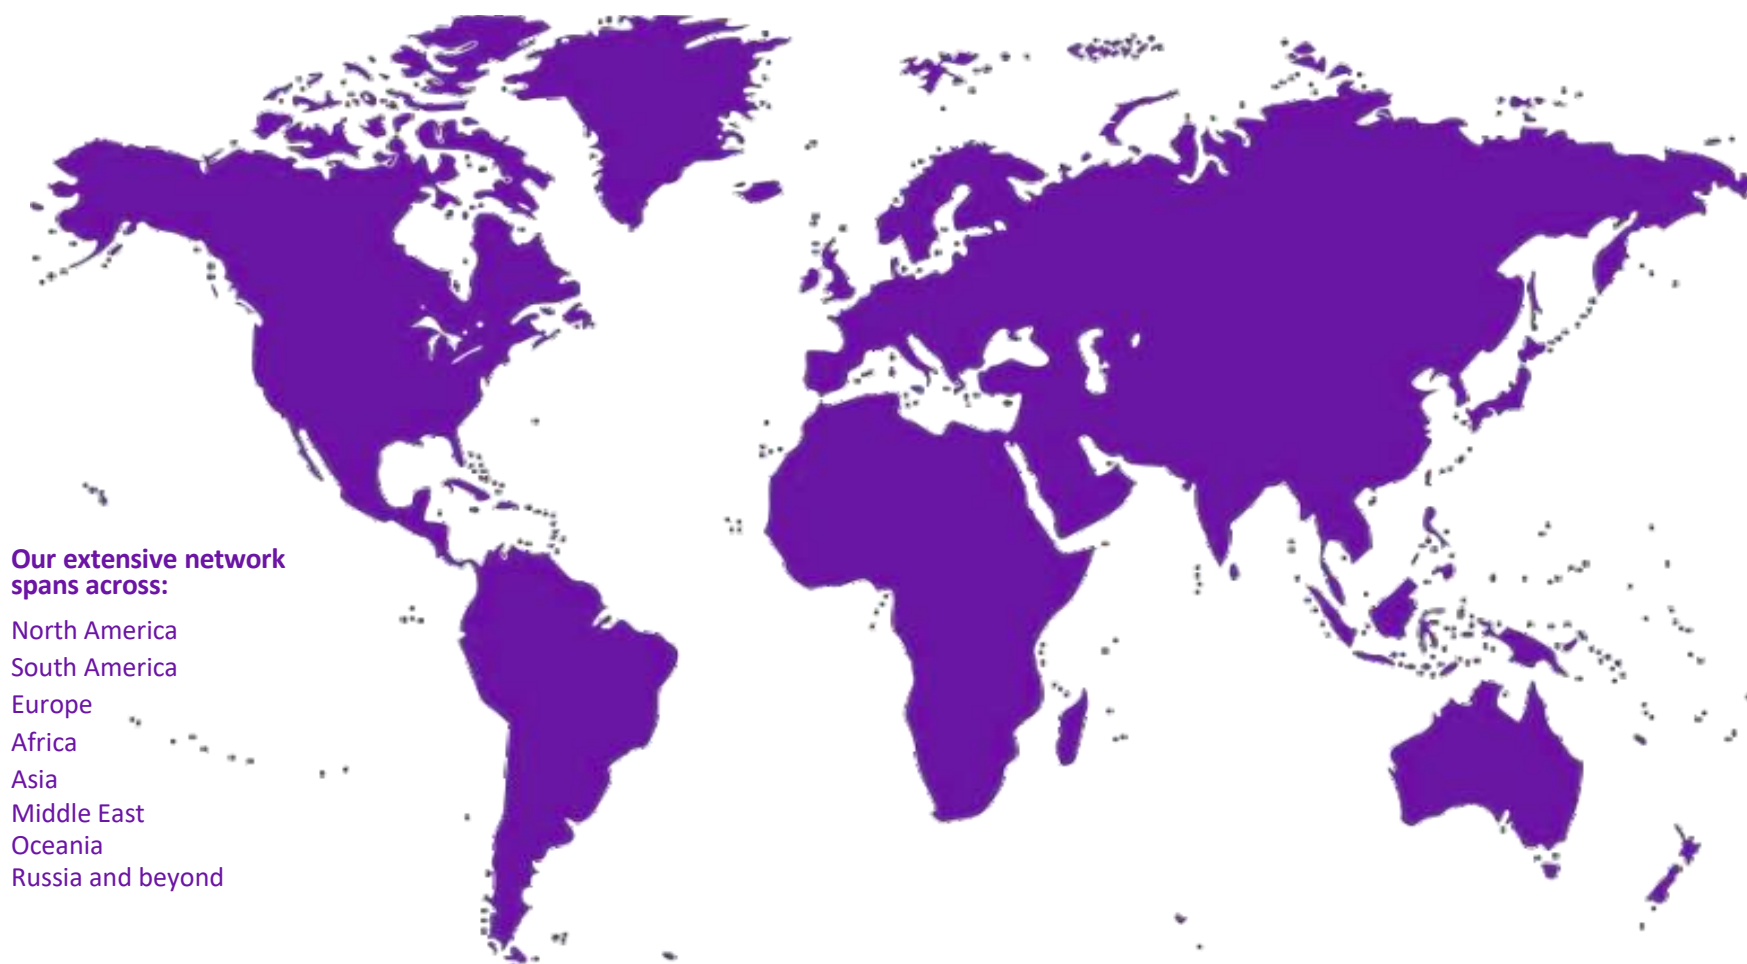 Our extensive network
spans across:
North America
South America
Europe
Africa
Asia
Middle East
Oceania
Russia and beyond